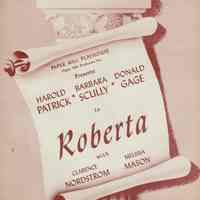 PAPER MILL PLAYHOUSE
Presents
HAROLD BARBARA DONALD
PATRICK * SCULLY * GAGE
in
Roberta
with
CLARENCE MELISSA
NORDSTROM MASON